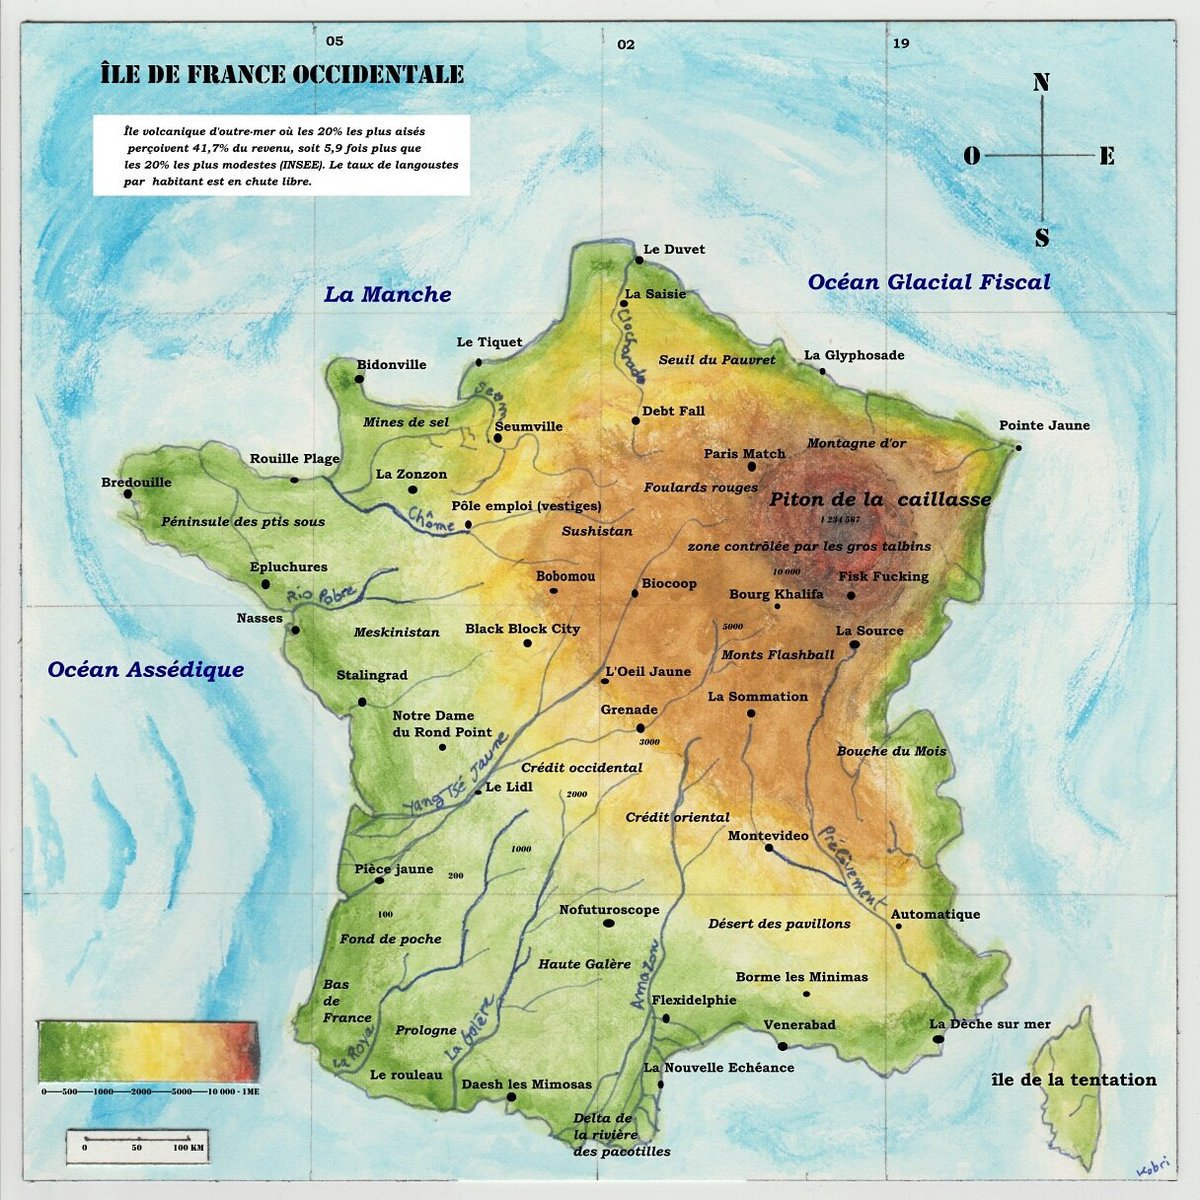 05
02
19
ÎLE DE FRANCE OCCIDENTALE
Île volcanique d'outre-mer où les 20% les plus aisés
perçoivent 41,7% du revenu, soit 5,9 fois plus que
les 20% les plus modestes (INSEE). Le taux de langoustes
par habitant est en chute libre.
N
O
E
S
Le Duvet
La Manche
Océan Glacial Fiscal
La Saisie
Clocharde
Le Tiquet
Seuil du Pauvret
La Glyphosade
Bidonville
Seum
Mines de sel
Debt Fall
Seumville
Pointe Jaune
Montagne d'or
Paris Match
Rouille Plage
La Zonzon
Bredouille
Foulards rouges
Piton de la caillasse
1 234 567
Pôle emploi (vestiges)
Chôme
Péninsule des ptis sous
Sushistan
zone contrôlée par les gros talbins
Epluchures
Bobomou
Biocoop
10 000
Fisk Fucking
Rio Pobre
Bourg Khalifa
Nasses
Meskinistan
Black Block City
5000
La Source
Océan Assédique
Monts Flashball
Stalingrad
L'Oeil Jaune
La Sommation
Notre Dame
du Rond Point
Grenade
3000
Bouche du Mois
Crédit occidental
Yang Tsé Jaune
Le Lidl
2000
Crédit oriental
Montevideo
Prélèvement
1000
Pièce jaune
200
100
Nofuturoscope
Automatique
Désert des pavillons
Fond de poche
Haute Galère
Amazon
Borme les Minimas
Bas
de
France
Flexidelphie
Prologne
La Galère
Venerabad
La Dêche sur mer
La Roya
Le rouleau
La Nouvelle Echéance
Daesh les Mimosas
île de la tentation
Delta de
la rivière
des pacotilles
0—500—1000—2000—5000—10 000 - 1ME
0 50 100 KM
Kobri